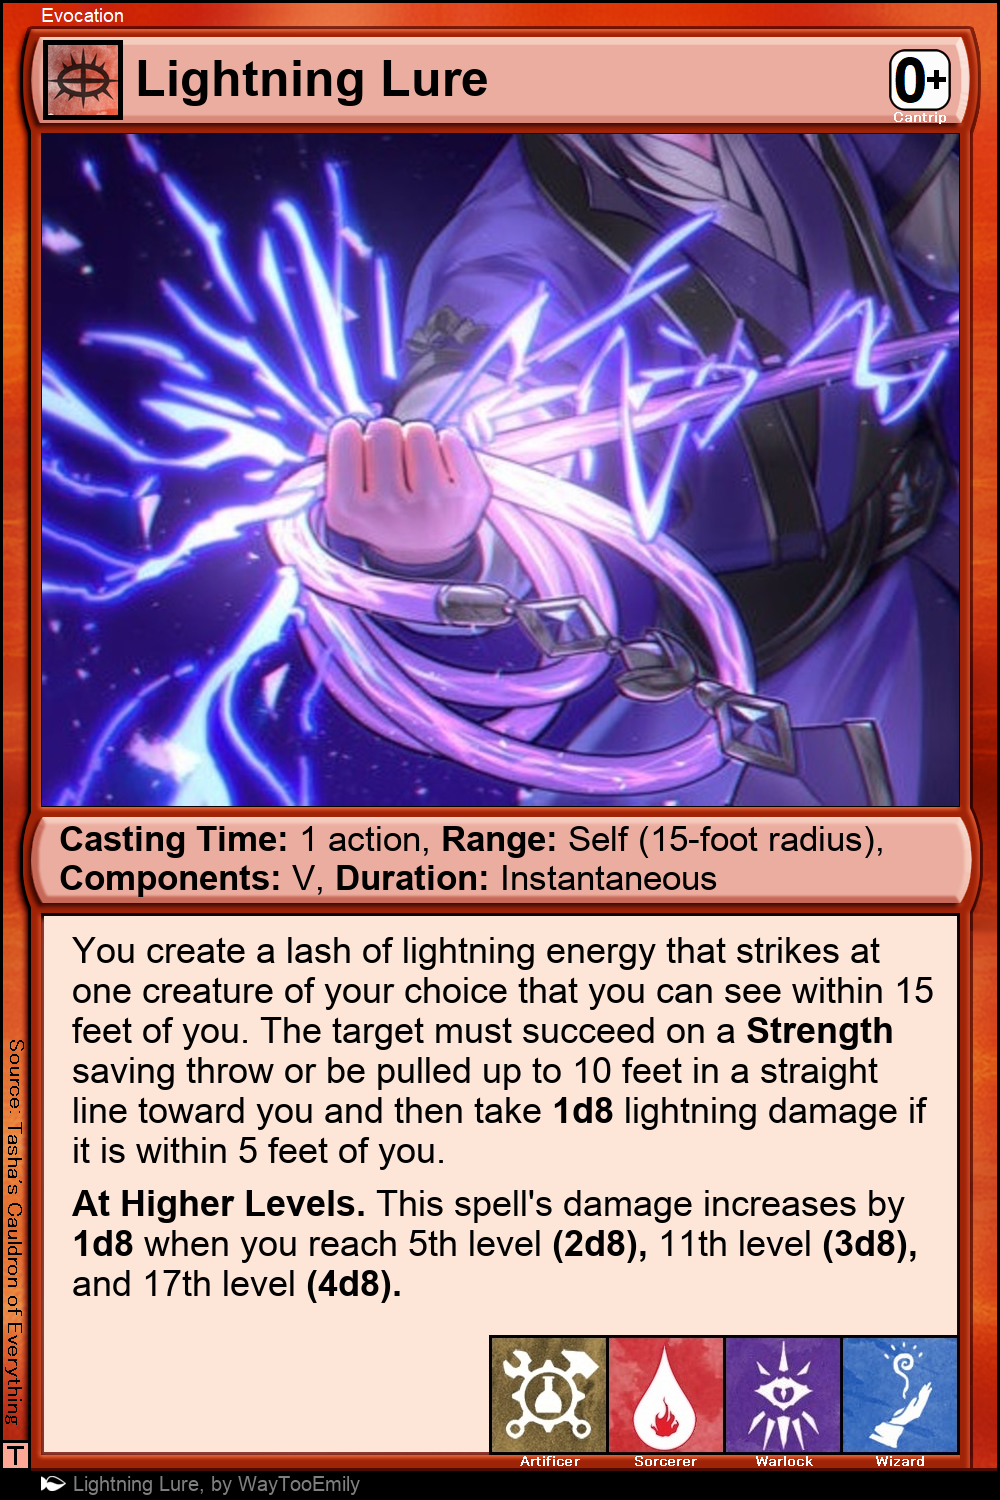 Evocation
Lightning Lure
0+
Cantrip
Casting Time: 1 action, Range: Self (15-foot radius),
Components: V, Duration: Instantaneous
You create a lash of lightning energy that strikes at
one creature of your choice that you can see within 15
feet of you. The target must succeed on a Strength
saving throw or be pulled up to 10 feet in a straight
line toward you and then take 1d8 lightning damage if
it is within 5 feet of you.
At Higher Levels. This spell's damage increases by
1d8 when you reach 5th level (2d8), 11th level (3d8),
and 17th level (4d8).
Source: Tasha's Cauldron of Everything
T
Artificer
Sorcerer
Warlock
Wizard
Lightning Lure, by WayTooEmily